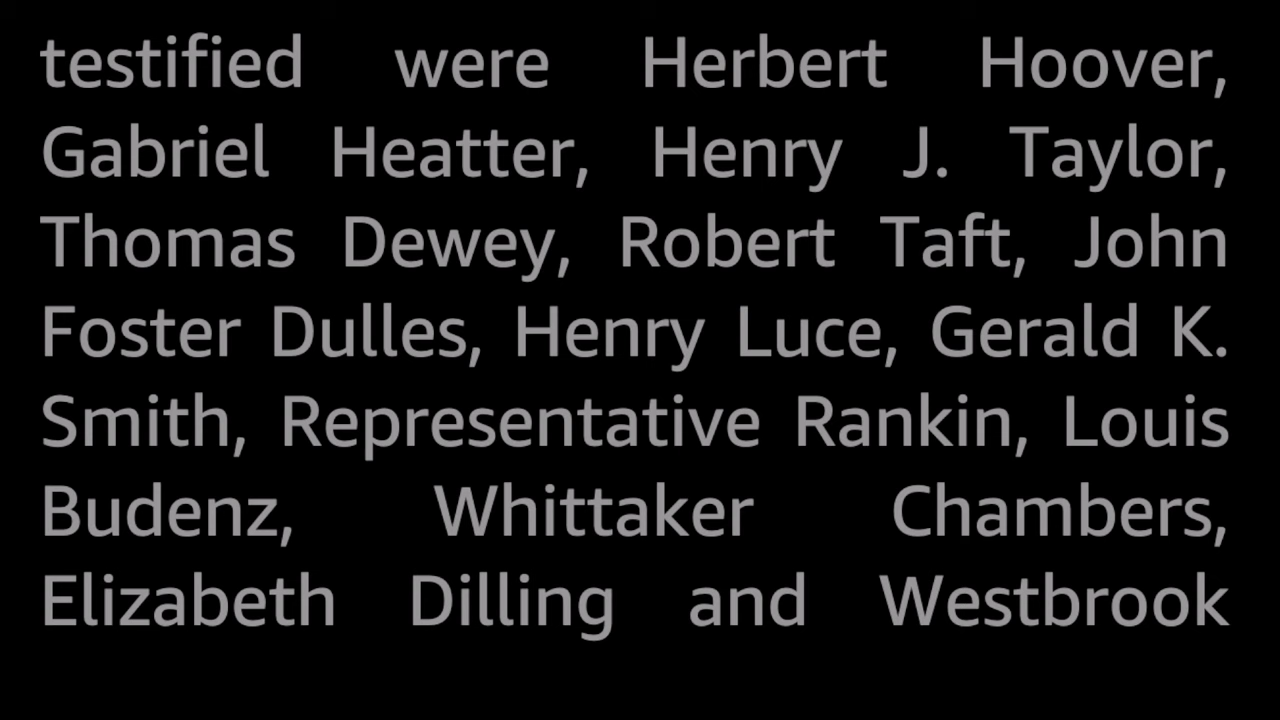 testified were Herbert Hoover,
Gabriel Heatter, Henry J. Taylor,
Thomas Dewey, Robert Taft, John
Foster Dulles, Henry Luce, Gerald K.
Smith, Representative Rankin, Louis
Budenz, Whittaker Chambers,
Elizabeth Dilling and Westbrook